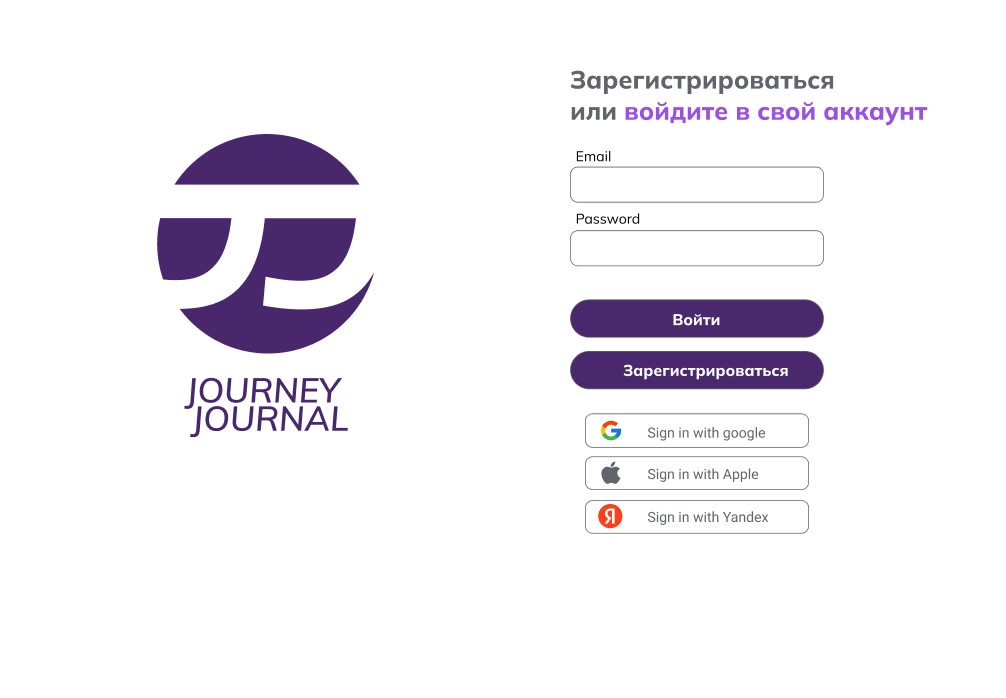 JOURNEY
JOURNAL
Зарегистрироваться
или войдите в свой аккаунт
Email
Password
Войти
Зарегистрироваться
Sign in with google
Sign in with Apple
Я
Sign in with Yandex